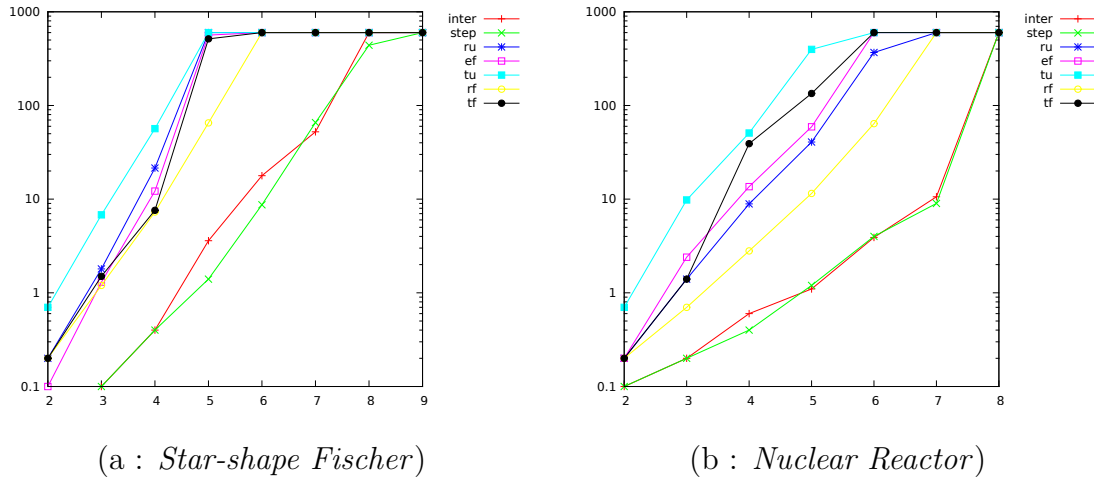 1000
100
10
1
0.1
2 3 4 5 6 7 8 9
inter
step
ru
ef
tu
rf
tf
(a : Star-shape Fischer)
1000
100
10
1
0.1
2 3 4 5 6 7 8
inter
step
ru
ef
tu
rf
tf
(b : Nuclear Reactor)